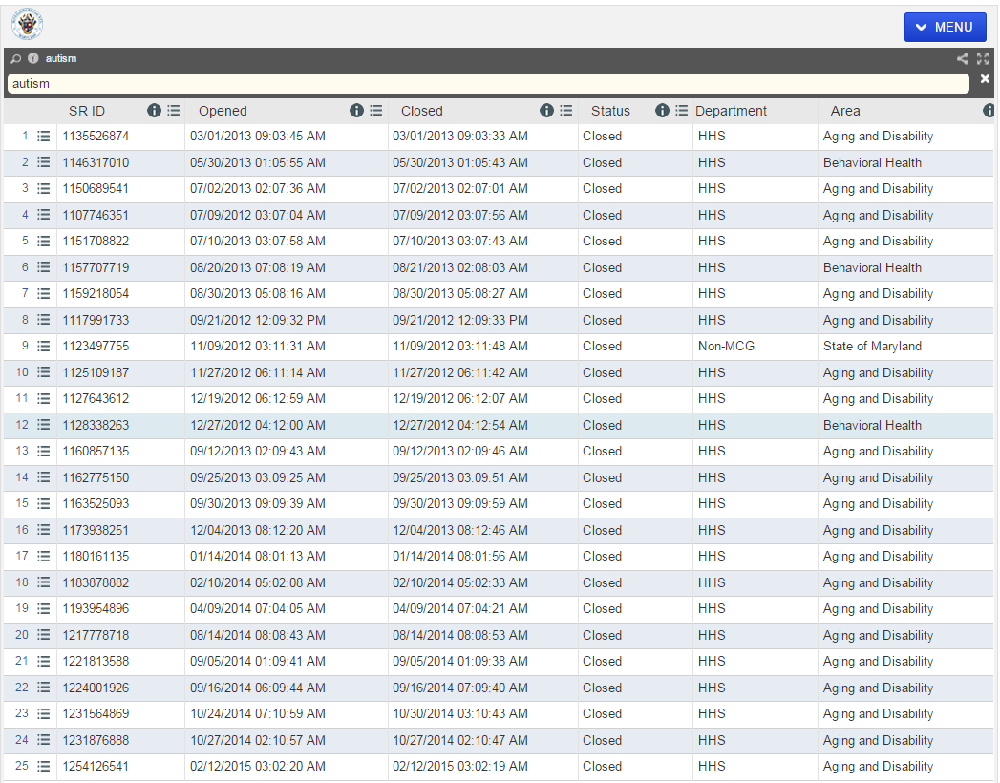 MENU
autism
autism
SR ID Opened Closed Status Department Area
1 1135526874 03/01/2013 09:03:45 AM 03/01/2013 09:03:33 AM Closed HHS Aging and Disability
2 1146317010 05/30/2013 01:05:55 AM 05/30/2013 01:05:43 AM Closed HHS Behavioral Health
3 1150689541 07/02/2013 02:07:36 AM 07/02/2013 02:07:01 AM Closed HHS Aging and Disability
4 1107746351 07/09/2012 03:07:04 AM 07/09/2012 03:07:56 AM Closed HHS Aging and Disability
5 1151708822 07/10/2013 03:07:58 AM 07/10/2013 03:07:43 AM Closed HHS Aging and Disability
6 1157707719 08/20/2013 07:08:19 AM 08/21/2013 02:08:03 AM Closed HHS Behavioral Health
7 1159218054 08/30/2013 05:08:16 AM 08/30/2013 05:08:27 AM Closed HHS Aging and Disability
8 1117991733 09/21/2012 12:09:32 PM 09/21/2012 12:09:33 PM Closed HHS Aging and Disability
9 1123497755 11/09/2012 03:11:31 AM 11/09/2012 03:11:48 AM Closed Non-MCG State of Maryland
10 1125109187 11/27/2012 06:11:14 AM 11/27/2012 06:11:42 AM Closed HHS Aging and Disability
11 1127643612 12/19/2012 06:12:59 AM 12/19/2012 06:12:07 AM Closed HHS Aging and Disability
12 1128338263 12/27/2012 04:12:00 AM 12/27/2012 04:12:54 AM Closed HHS Behavioral Health
13 1160857135 09/12/2013 02:09:43 AM 09/12/2013 02:09:46 AM Closed HHS Aging and Disability
14 1162775150 09/25/2013 03:09:25 AM 09/25/2013 03:09:51 AM Closed HHS Aging and Disability
15 1163525093 09/30/2013 09:09:39 AM 09/30/2013 09:09:59 AM Closed HHS Aging and Disability
16 1173938251 12/04/2013 08:12:20 AM 12/04/2013 08:12:46 AM Closed HHS Aging and Disability
17 1180161135 01/14/2014 08:01:13 AM 01/14/2014 08:01:56 AM Closed HHS Aging and Disability
18 1183878882 02/10/2014 05:02:08 AM 02/10/2014 05:02:33 AM Closed HHS Aging and Disability
19 1193954896 04/09/2014 07:04:05 AM 04/09/2014 07:04:21 AM Closed HHS Aging and Disability
20 1217778718 08/14/2014 08:08:43 AM 08/14/2014 08:08:53 AM Closed HHS Aging and Disability
21 1221813588 09/05/2014 01:09:41 AM 09/05/2014 01:09:38 AM Closed HHS Aging and Disability
22 1224001926 09/16/2014 06:09:44 AM 09/16/2014 07:09:40 AM Closed HHS Aging and Disability
23 1231564869 10/24/2014 07:10:59 AM 10/30/2014 03:10:43 AM Closed HHS Aging and Disability
24 1231876888 10/27/2014 02:10:57 AM 10/27/2014 02:10:47 AM Closed HHS Aging and Disability
25 1254126541 02/12/2015 03:02:20 AM 02/12/2015 03:02:19 AM Closed HHS Aging and Disability